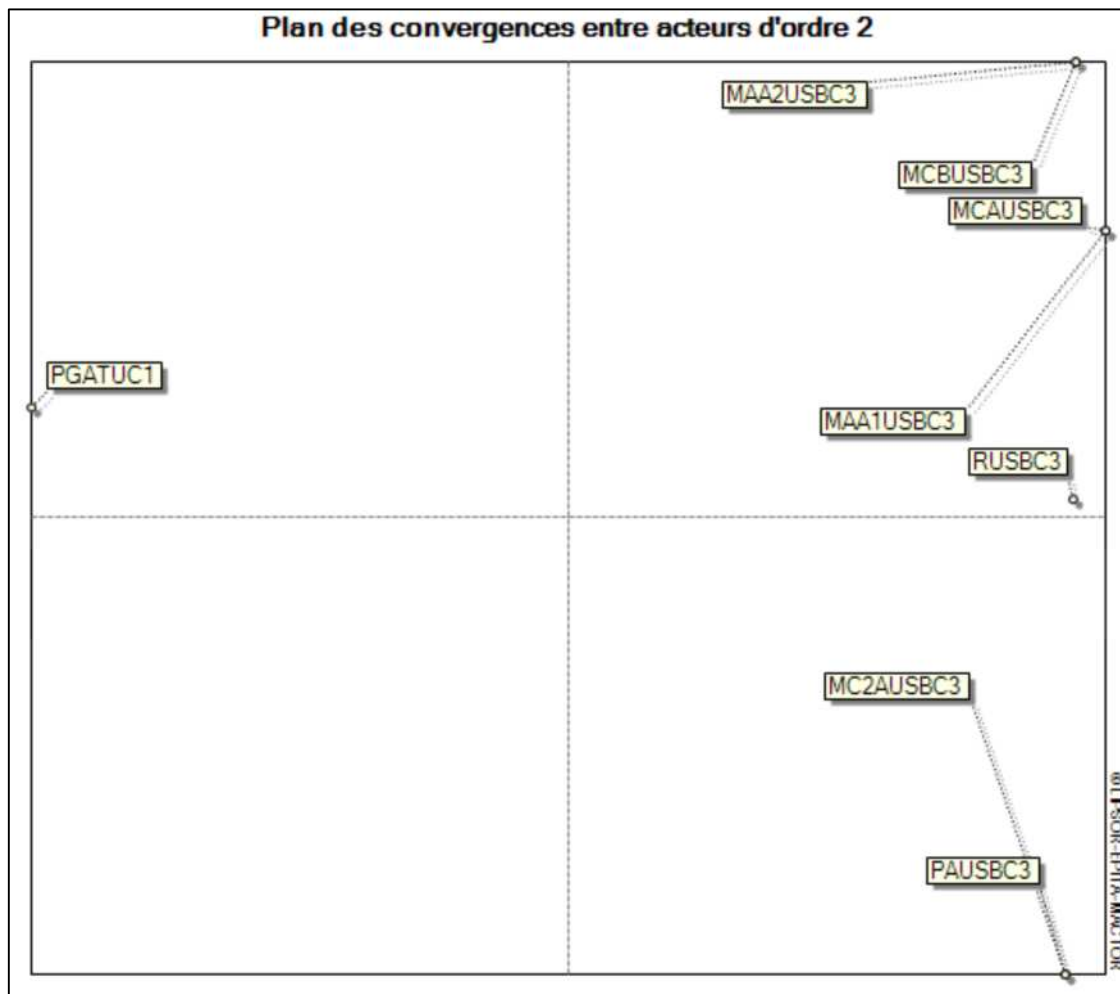 Plan des convergences entre acteurs d'ordre 2
MAA2USBC3
MCBUSBC3
MCAUSBC3
PGATUC1
MAA1USBC3
RUSBC3
MC2AUSBC3
PAUSBC3